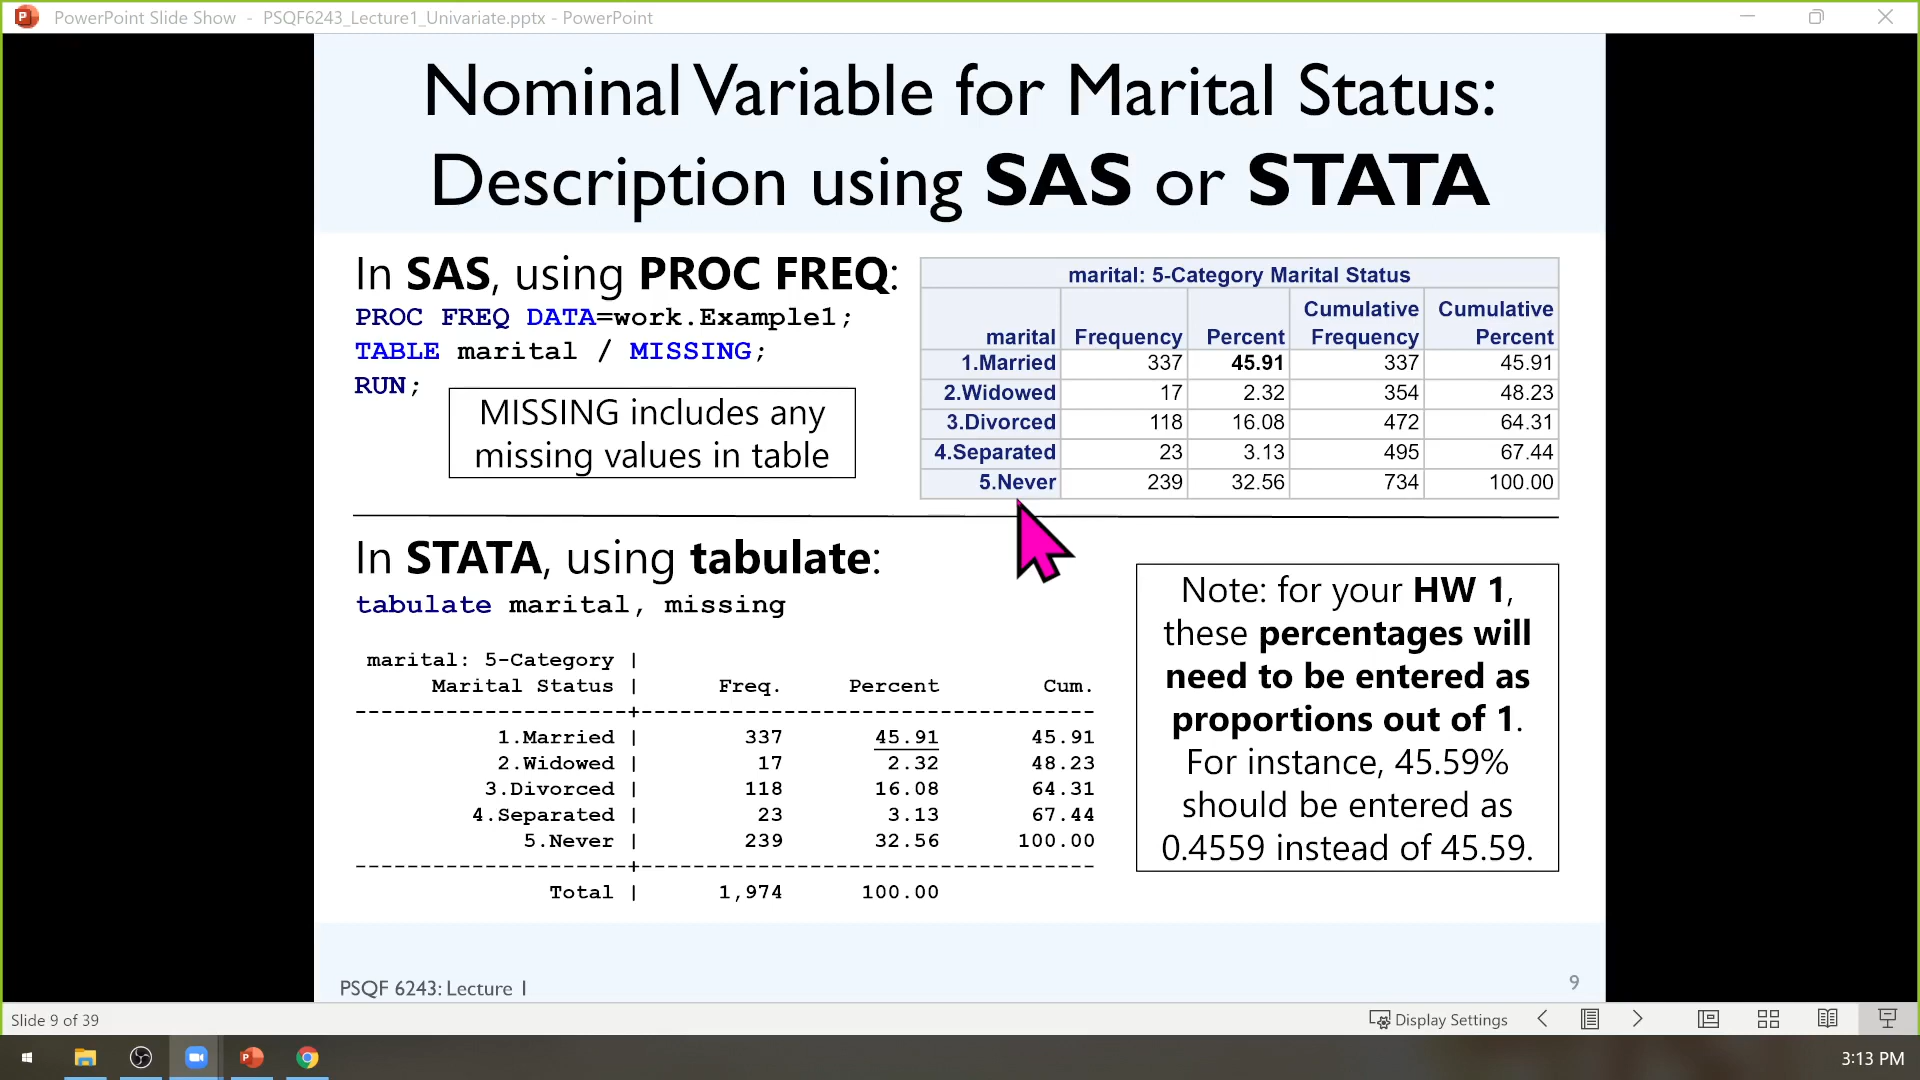 PowerPoint Slide Show - PSQF6243_Lecture1_Univariate.pptx - PowerPoint
Nominal Variable for Marital Status:
Description using SAS or STATA
In SAS, using PROC FREQ:
PROC FREQ DATA=work.Example1;
TABLE marital / MISSING;
RUN;
MISSING includes any
missing values in table
marital: 5-Category Marital Status
marital Frequency Percent Cumulative Frequency Cumulative Percent
1.Married 337 45.91 337 45.91
2.Widowed 17 2.32 354 48.23
3.Divorced 118 16.08 472 64.31
4.Separated 23 3.13 495 67.44
5.Never 239 32.56 734 100.00
In STATA, using tabulate:
tabulate marital, missing
marital: 5-Category |
Marital Status | Freq. Percent Cum.
---------------------+-----------------------------------
1.Married | 337 45.91 45.91
2.Widowed | 17 2.32 48.23
3.Divorced | 118 16.08 64.31
4.Separated | 23 3.13 67.44
5.Never | 239 32.56 100.00
---------------------+-----------------------------------
Total | 1,974 100.00
Note: for your HW 1,
these percentages will
need to be entered as
proportions out of 1.
For instance, 45.59%
should be entered as
0.4559 instead of 45.59.
PSQF 6243: Lecture 1
9
Slide 9 of 39
Display Settings
3:13 PM